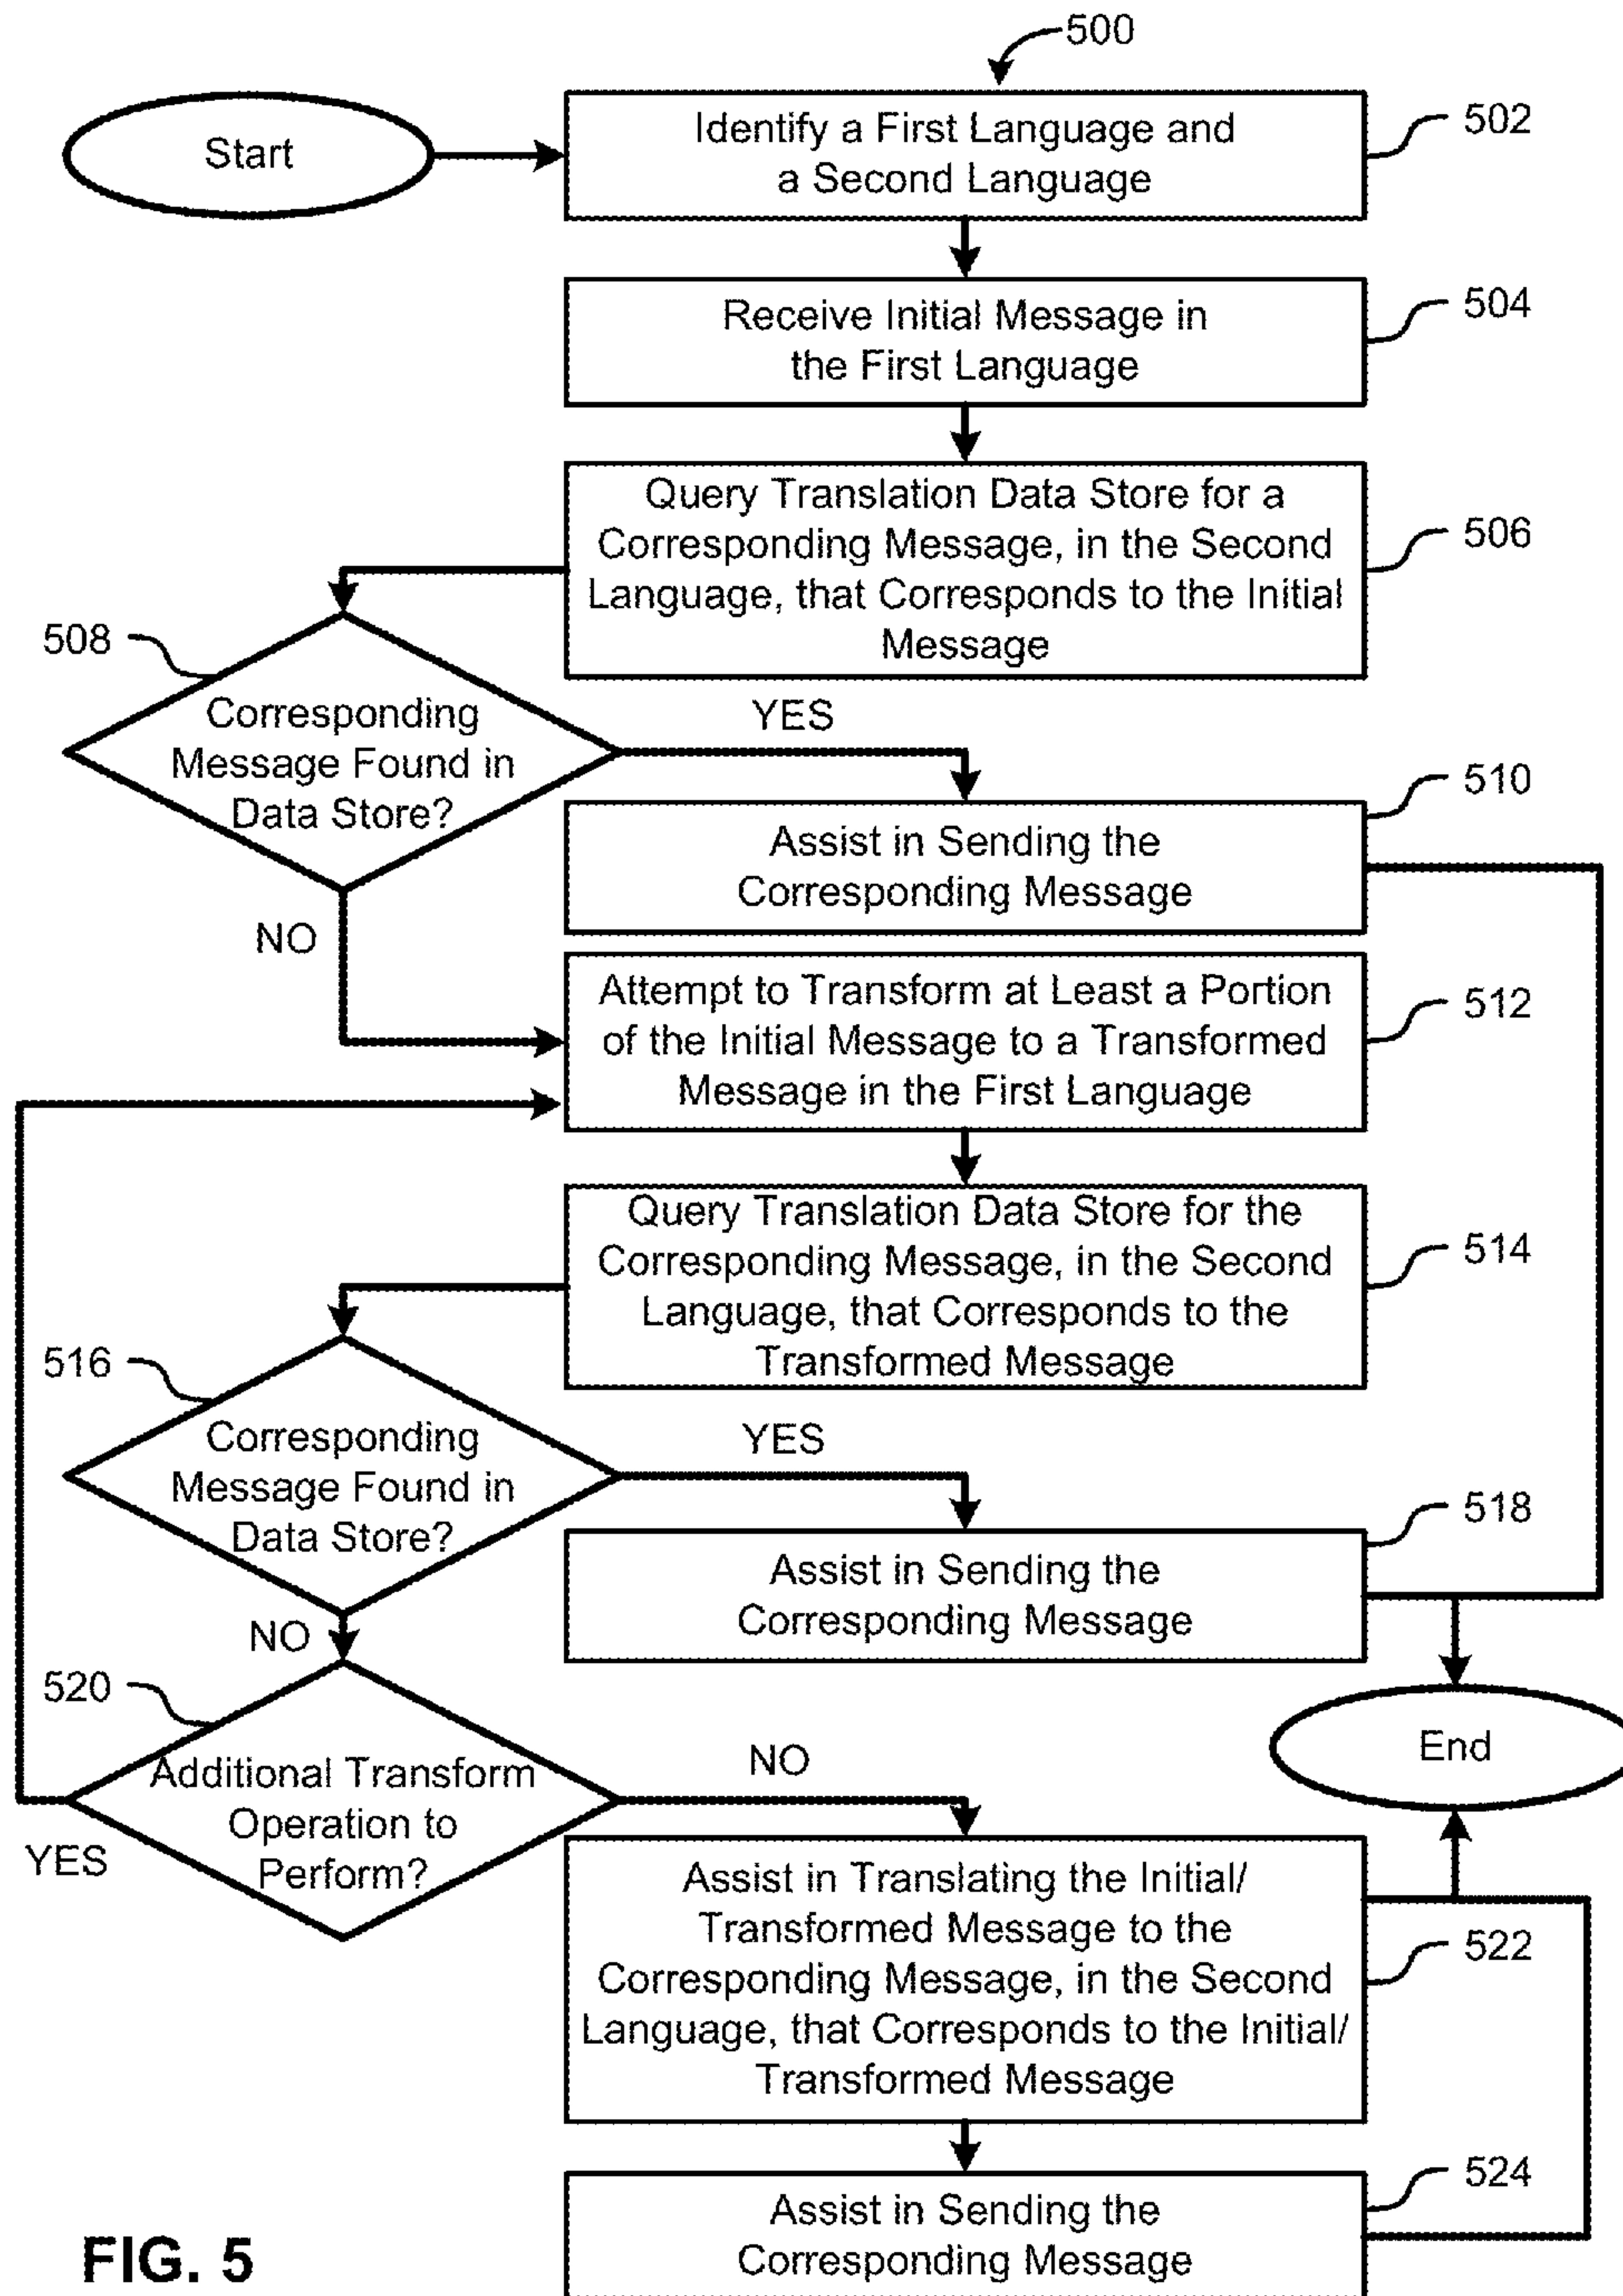 500
Start
Identify a First Language and
a Second Language
502
Receive Initial Message in
the First Language
504
Query Translation Data Store for a
Corresponding Message, in the Second
Language, that Corresponds to the Initial
Message
506
508
Corresponding
Message Found in
Data Store?
YES
NO
510
Assist in Sending the
Corresponding Message
Attempt to Transform at Least a Portion
of the Initial Message to a Transformed
Message in the First Language
512
Query Translation Data Store for the
Corresponding Message, in the Second
Language, that Corresponds to the
Transformed Message
514
516
Corresponding
Message Found in
Data Store?
YES
NO
518
Assist in Sending the
Corresponding Message
520
Additional Transform
Operation to
Perform?
NO
YES
End
Assist in Translating the Initial/
Transformed Message to the
Corresponding Message, in the Second
Language, that Corresponds to the Initial/
Transformed Message
522
524
Assist in Sending the
Corresponding Message
FIG. 5